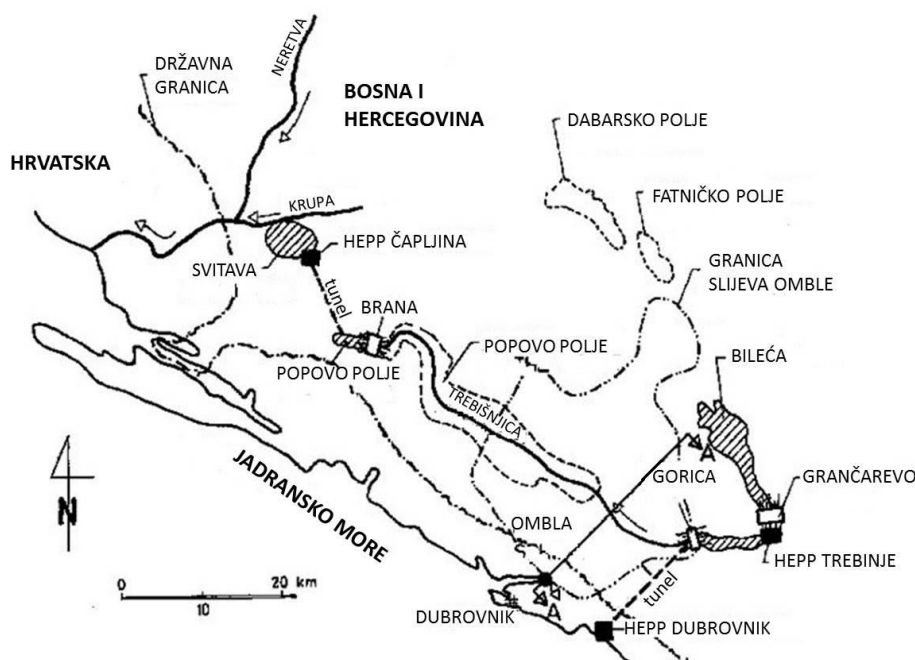 NERETVA
DRŽAVNA
GRANICA
BOSNA I
HERCEGOVINA
HRVATSKA
DABARSKO POLJE
FATNIČKO POLJE
KRUPA
HEPP ČAPLJINA
SVITAVA
GRANICA
SLIJEVA OMBLE
tunel
BRANA
POPOVO POLJE
POPOVO POLJE
BILEĆA
TREBIŠNJICA
JADRANSKO MORE
A
GORICA
GRANČAREVO
N
OMBLA
HEPP TREBINJE
0 20 km
10
tunel
A
DUBROVNIK
HEPP DUBROVNIK